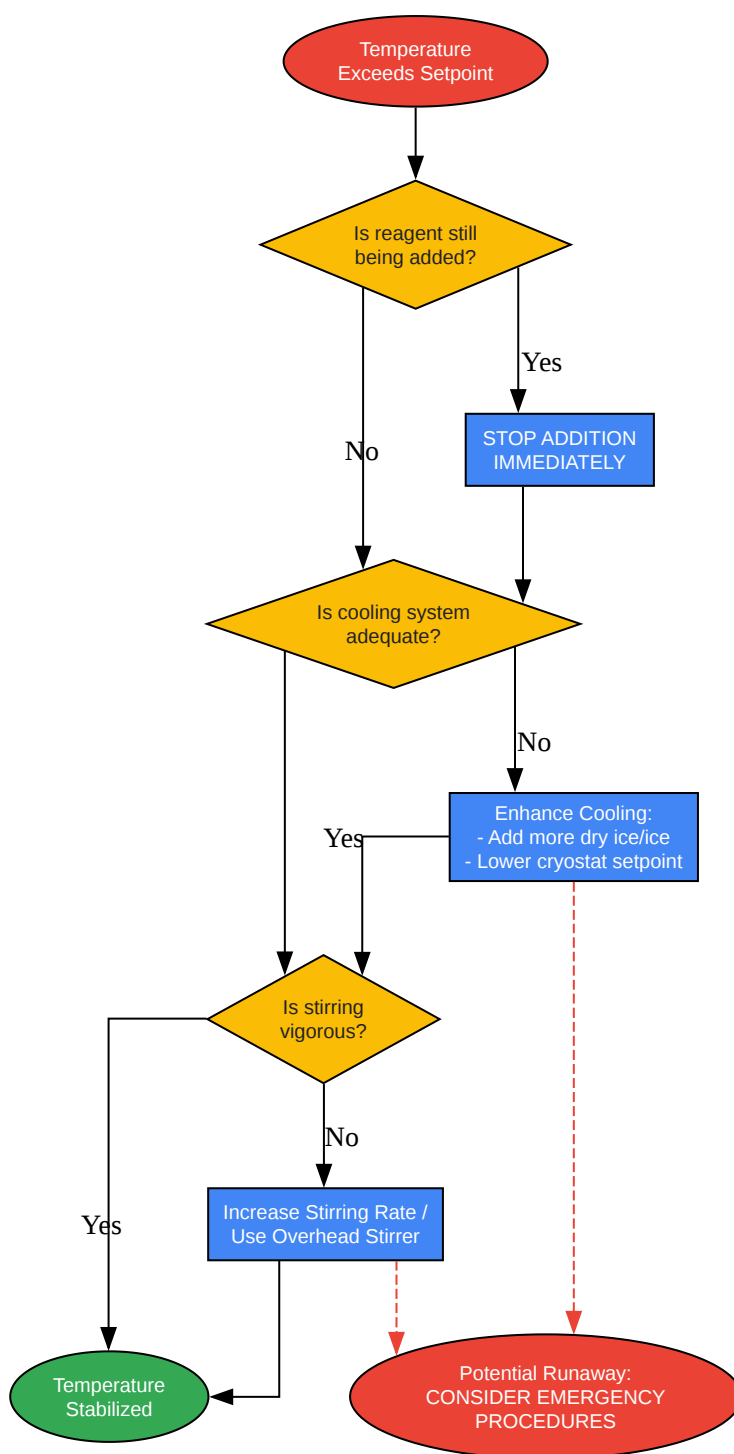 Temperature
Exceeds Setpoint
Is reagent still
being added?
Yes
STOP ADDITION
IMMEDIATELY
No
Is cooling system
adequate?
No
Enhance Cooling:
- Add more dry ice/ice
- Lower cryostat setpoint
Yes
Is stirring
vigorous?
No
Increase Stirring Rate /
Use Overhead Stirrer
Yes
Temperature
Stabilized
Potential Runaway:
CONSIDER EMERGENCY
PROCEDURES